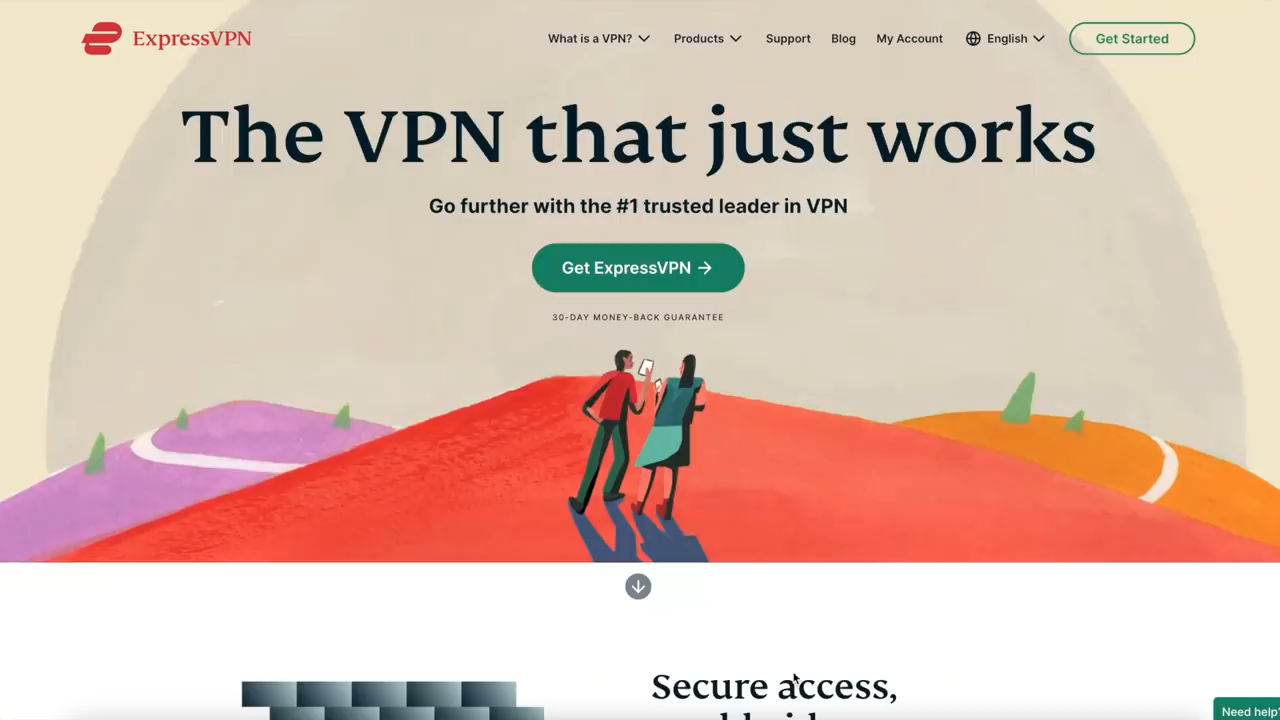 ExpressVPN
What is a VPN?
Products
Support
Blog
My Account
English
Get Started
The VPN that just works
Go further with the #1 trusted leader in VPN
Get ExpressVPN →
30-DAY MONEY-BACK GUARANTEE
Secure access,
Need help?